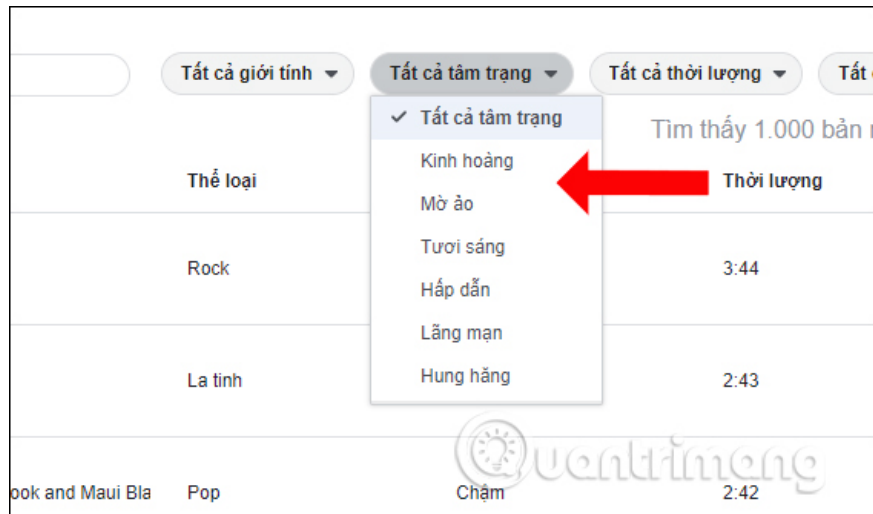 Tất cả giới tính Tất cả tâm trạng Tất cả thời lượng Tất
Tất cả tâm trạng
Tìm thấy 1.000 bản
Kinh hoàng
Thể loại Thời lượng
Mờ ảo
Tươi sáng
Rock 3:44
Hấp dẫn
Lãng mạn
Hung hăng
La tinh 2:43
Quantrimang
ook and Maui Bla Pop Chậm 2:42